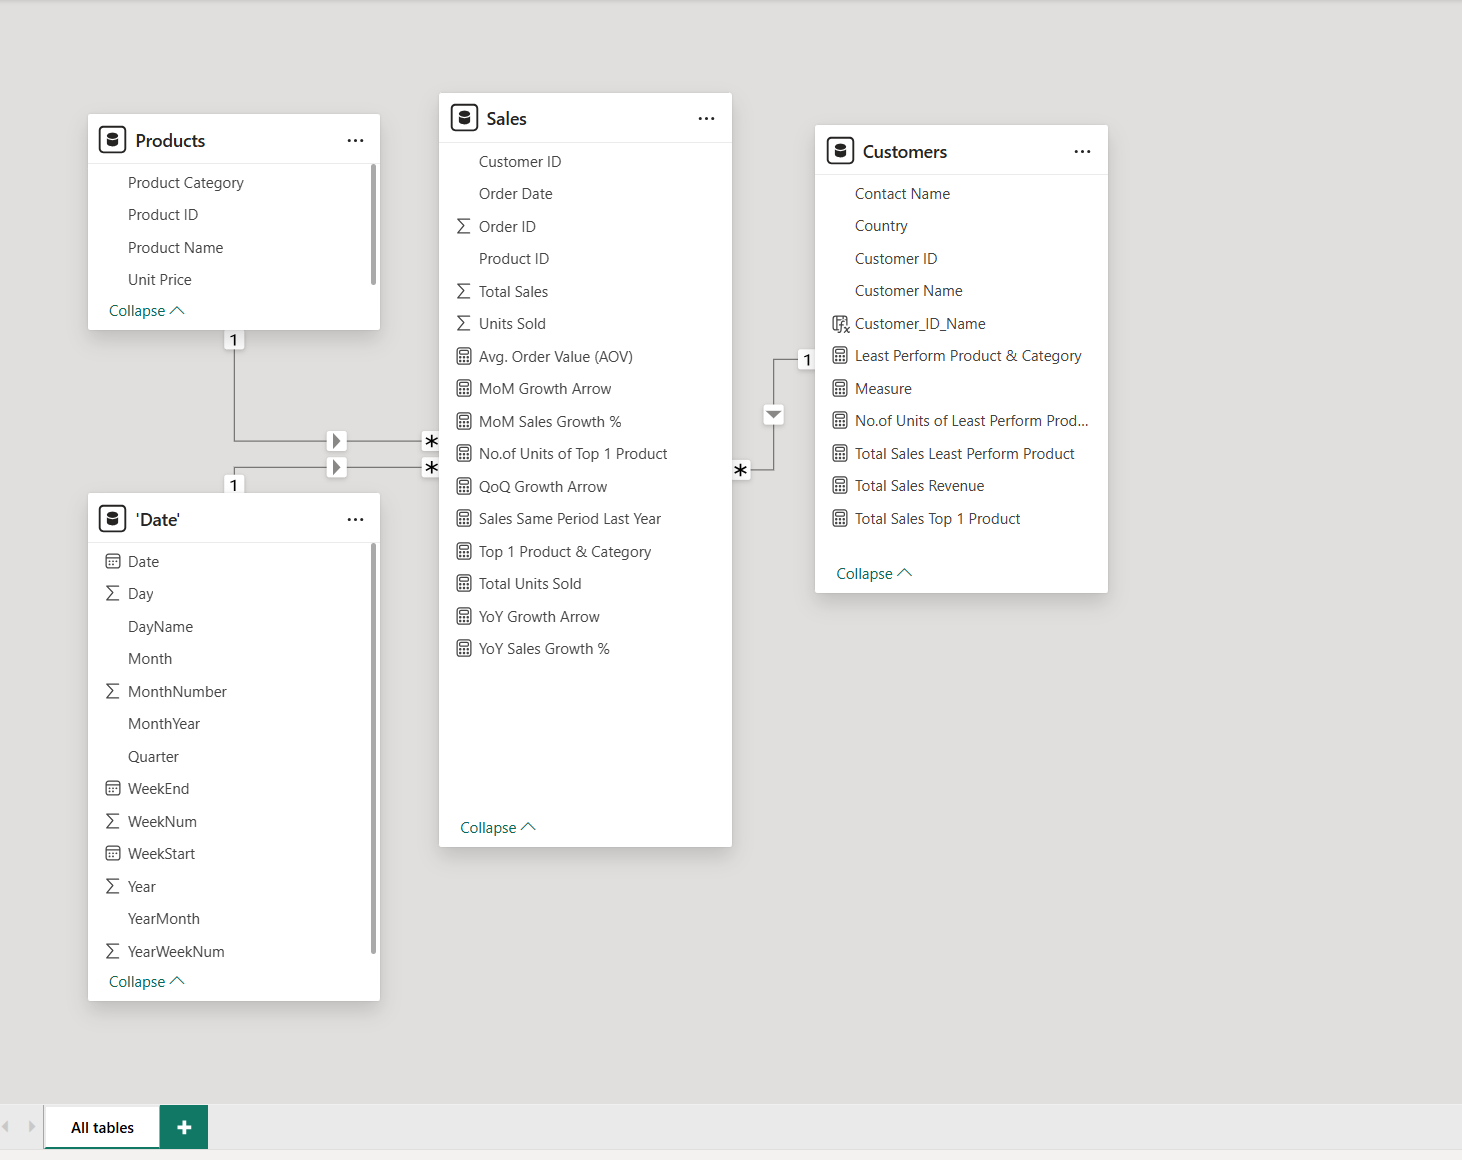 Products
...
Product Category
Product ID
Product Name
Unit Price
Collapse
1
*
'Date'
...
1
*
Date
Day
DayName
Month
MonthNumber
MonthYear
Quarter
WeekEnd
WeekNum
WeekStart
Year
YearMonth
YearWeekNum
Collapse
Sales
...
Customer ID
Order Date
Order ID
Product ID
Total Sales
Units Sold
Avg. Order Value (AOV)
MoM Growth Arrow
MoM Sales Growth %
No.of Units of Top 1 Product
QoQ Growth Arrow
Sales Same Period Last Year
Top 1 Product & Category
Total Units Sold
YoY Growth Arrow
YoY Sales Growth %
Collapse
*
1
Customers
...
Contact Name
Country
Customer ID
Customer Name
Customer_ID_Name
Least Perform Product & Category
Measure
No.of Units of Least Perform Prod...
Total Sales Least Perform Product
Total Sales Revenue
Total Sales Top 1 Product
Collapse
All tables
+